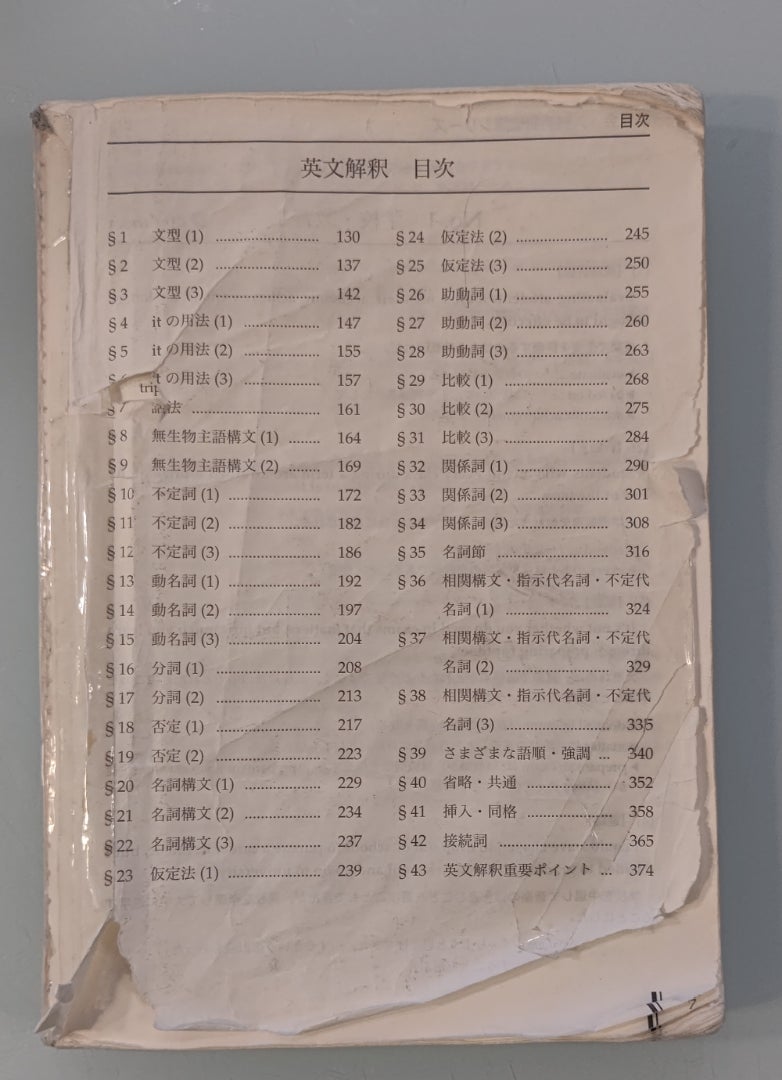 目次
英文解釈 目次
§1 文型 (1) ..................... 130
§2 文型 (2) ..................... 137
§3 文型 (3) ..................... 142
§4 it の用法 (1) ............... 147
§5 it の用法 (2) ............... 155
t の用法 (3) ............... 157
trip
§7 語法 ......................... 161
§8 無生物主語構文 (1) ....... 164
§9 無生物主語構文 (2) ....... 169
§10 不定詞 (1) .................. 172
§11 不定詞 (2) .................. 182
§12 不定詞 (3) .................. 186
§13 動名詞 (1) .................. 192
§14 動名詞 (2) .................. 197
§15 動名詞 (3) .................. 204
§16 分詞 (1) ..................... 208
§17 分詞 (2) ..................... 213
§18 否定 (1) ..................... 217
§19 否定 (2) ..................... 223
§20 名詞構文 (1) ............... 229
§21 名詞構文 (2) ............... 234
§22 名詞構文 (3) ............... 237
§23 仮定法 (1) .................. 239
§24 仮定法 (2) .................. 245
§25 仮定法 (3) .................. 250
§26 助動詞 (1) .................. 255
§27 助動詞 (2) .................. 260
§28 助動詞 (3) .................. 263
§29 比較 (1) ..................... 268
§30 比較 (2) ..................... 275
§31 比較 (3) ..................... 284
§32 関係詞 (1) .................. 290
§33 関係詞 (2) .................. 301
§34 関係詞 (3) .................. 308
§35 名詞節 ...................... 316
§36 相関構文・指示代名詞・不定代
名詞 (1) ..................... 324
§37 相関構文・指示代名詞・不定代
名詞 (2) ..................... 329
§38 相関構文・指示代名詞・不定代
名詞 (3) ..................... 335
§39 さまざまな語順・強調 ... 340
§40 省略・共通 ................. 352
§41 挿入・同格 ................. 358
§42 接続詞 ...................... 365
§43 英文解釈重要ポイント ... 374